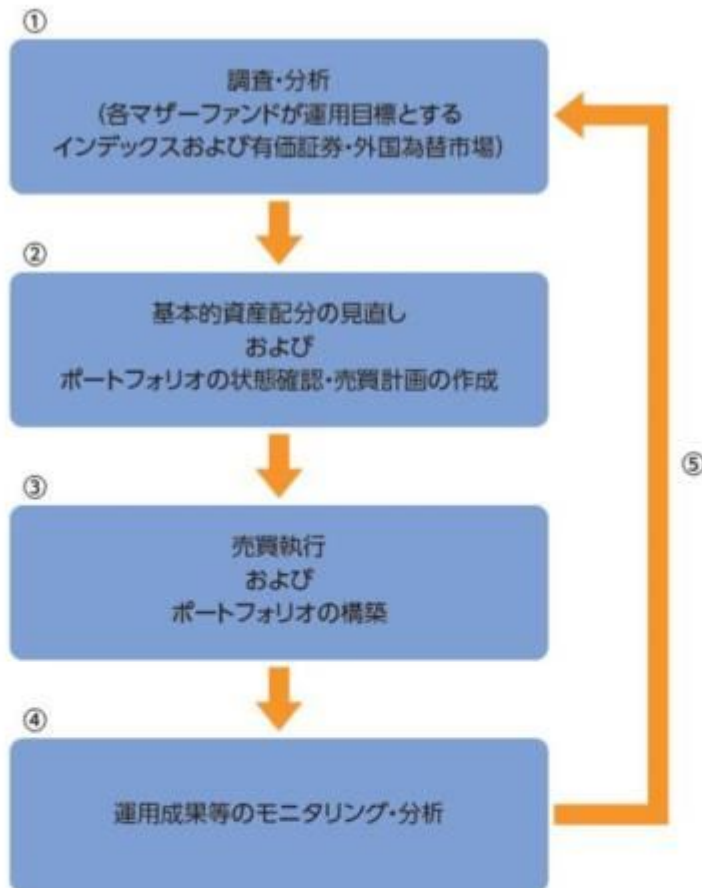 ①
調査・分析
(各マザーファンドが運用目標とする
インデックスおよび有価証券・外国為替市場)
②
基本的資産配分の見直し
および
ポートフォリオの状態確認・売買計画の作成
③
売買執行
および
ポートフォリオの構築
④
運用成果等のモニタリング・分析
⑤